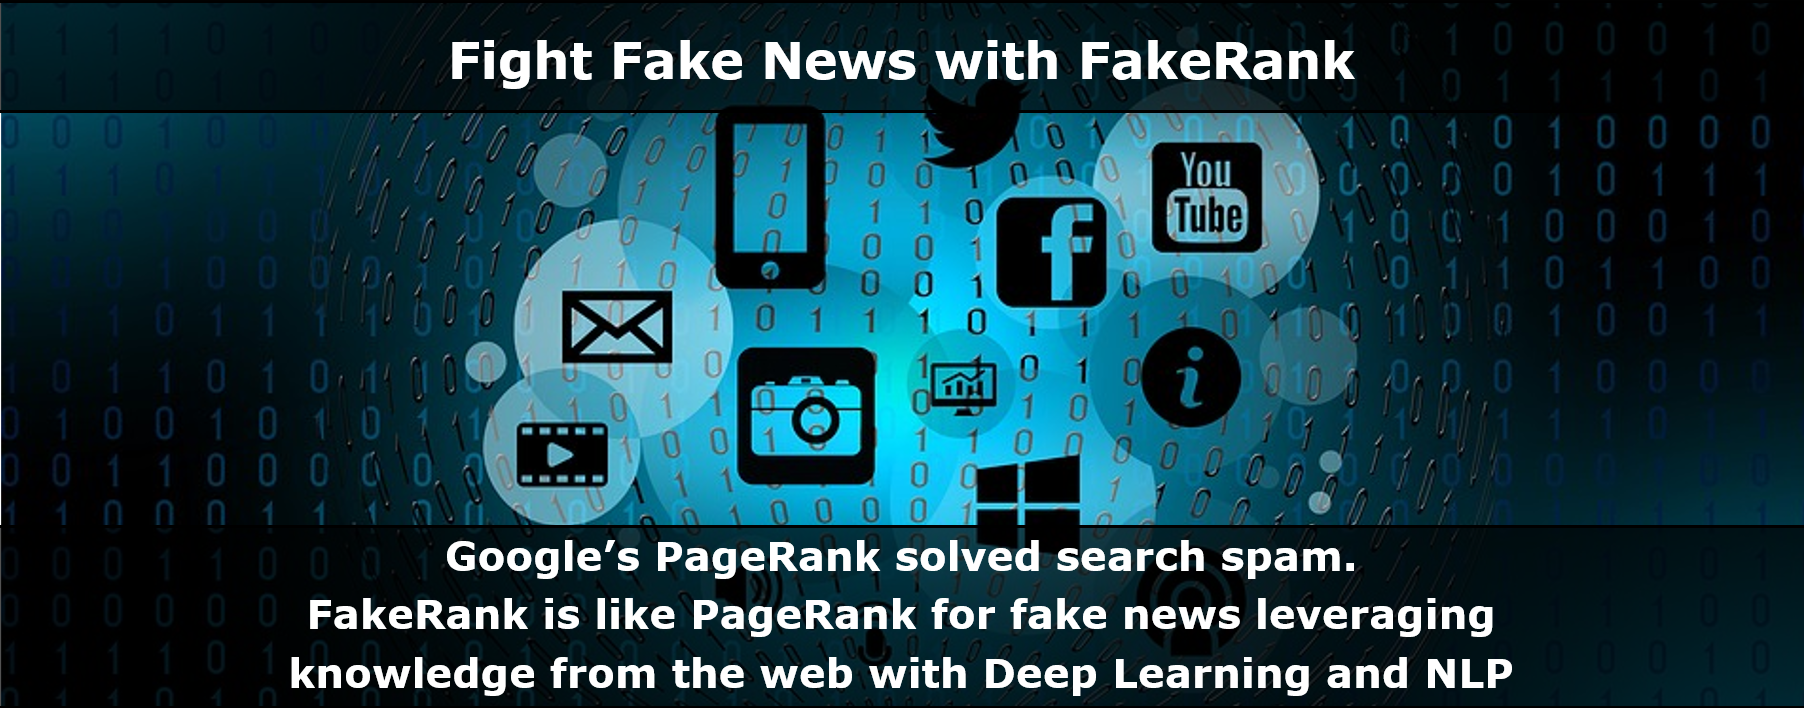 Fight Fake News with FakeRank
You
Tube
f
i
Google’s PageRank solved search spam.
FakeRank is like PageRank for fake news leveraging
knowledge from the web with Deep Learning and NLP